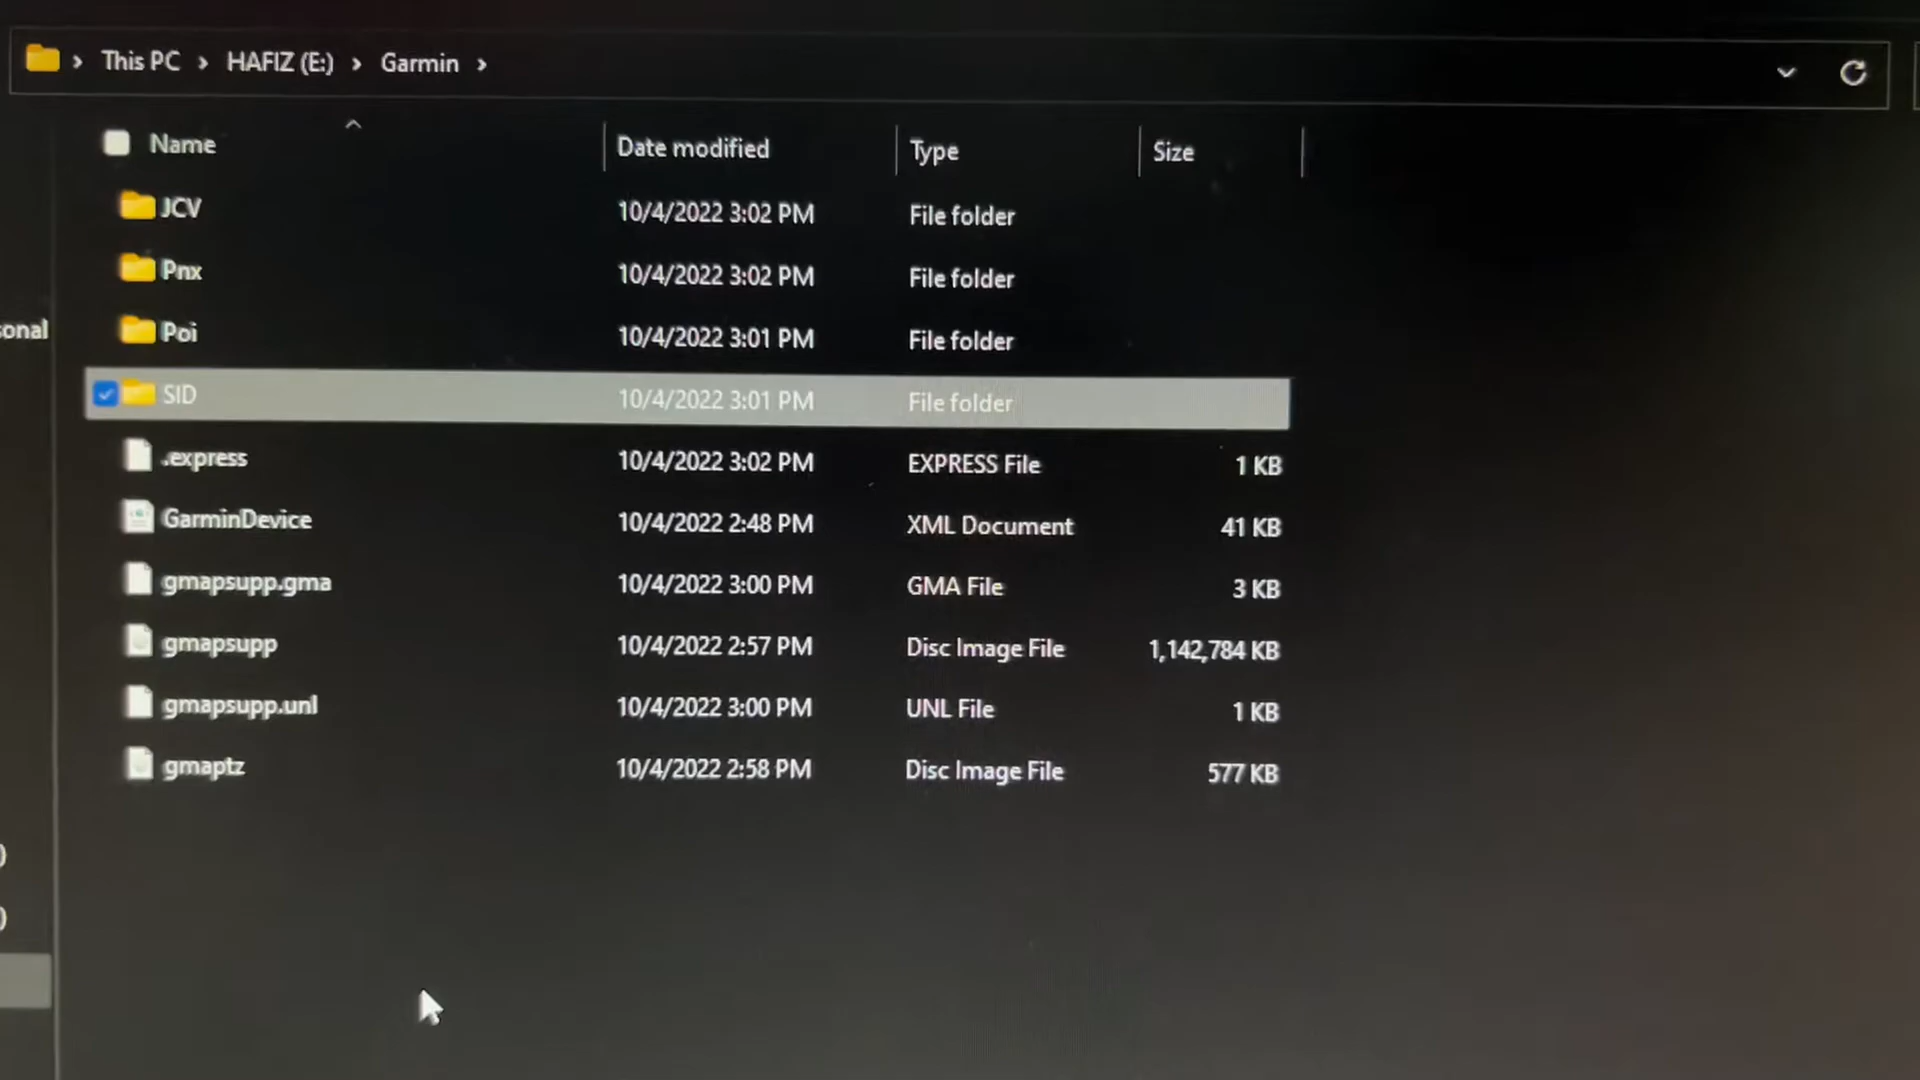 This PC > HAFIZ (E:) > Garmin >
Name Date modified Type Size
JCV 10/4/2022 3:02 PM File folder
Pnx 10/4/2022 3:02 PM File folder
Poi 10/4/2022 3:01 PM File folder
SID 10/4/2022 3:01 PM File folder
.express 10/4/2022 3:02 PM EXPRESS File 1 KB
GarminDevice 10/4/2022 2:48 PM XML Document 41 KB
gmapsupp.gma 10/4/2022 3:00 PM GMA File 3 KB
gmapsupp 10/4/2022 2:57 PM Disc Image File 1,142,784 KB
gmapsupp.unl 10/4/2022 3:00 PM UNL File 1 KB
gmaptz 10/4/2022 2:58 PM Disc Image File 577 KB